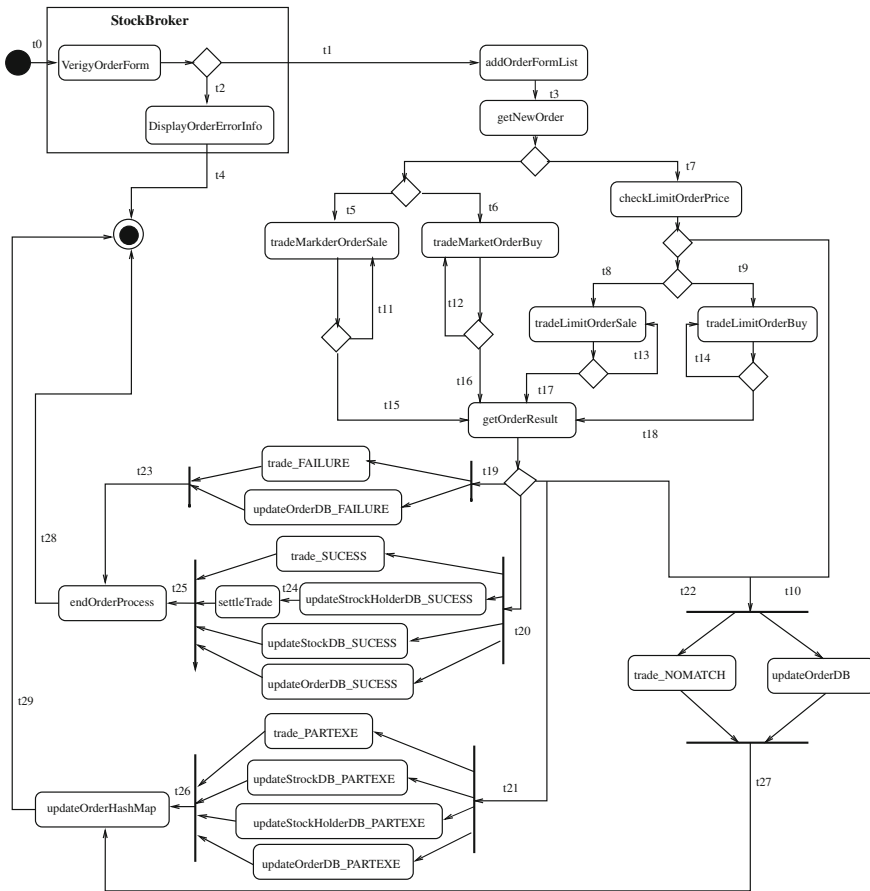 StockBroker
t0
t1
VerigyOrderForm
addOrderFormList
t2
t3
DisplayOrderErrorInfo
getNewOrder
t4
t7
checkLimitOrderPrice
t5
t6
tradeMarkderOrderSale
tradeMarketOrderBuy
t8
t9
t11
t12
tradeLimitOrderSale
tradeLimitOrderBuy
t13
t14
t16
t17
t15
getOrderResult
t18
trade_FAILURE
t19
t23
updateOrderDB_FAILURE
t28
trade_SUCESS
t25
t24
t22
t10
endOrderProcess
settleTrade
updateStrockHolderDB_SUCESS
t20
updateStockDB_SUCESS
trade_NOMATCH
updateOrderDB
updateOrderDB_SUCESS
t29
trade_PARTEXE
t27
updateStrockDB_PARTEXE
t26
t21
updateOrderHashMap
updateStockHolderDB_PARTEXE
updateOrderDB_PARTEXE